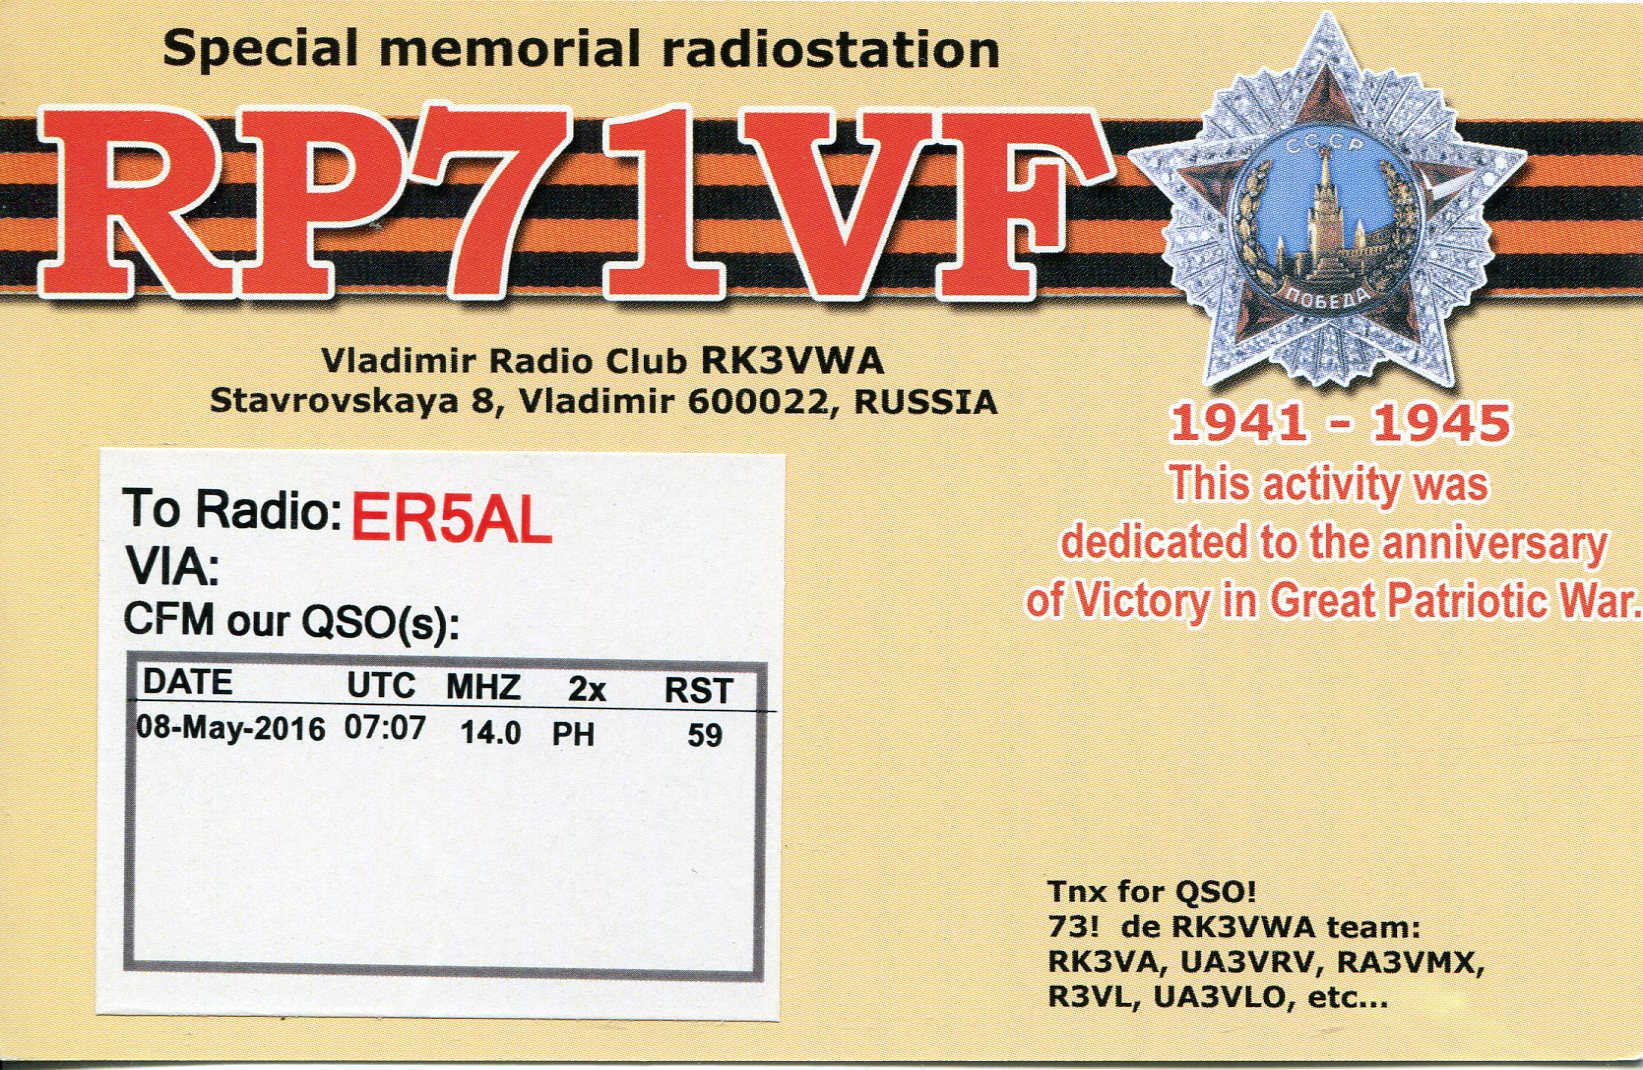 Special memorial radiostation
RP71VF
СССР
ПОБЕДА
Vladimir Radio Club RK3VWA
Stavrovskaya 8, Vladimir 600022, RUSSIA
1941 - 1945
This activity was
dedicated to the anniversary
of Victory in Great Patriotic War.
To Radio: ER5AL
VIA:
CFM our QSO(s):
DATE UTC MHZ 2x RST
08-May-2016 07:07 14.0 PH 59
Tnx for QSO!
73! de RK3VWA team:
RK3VA, UA3VRV, RA3VMX,
R3VL, UA3VLO, etc...